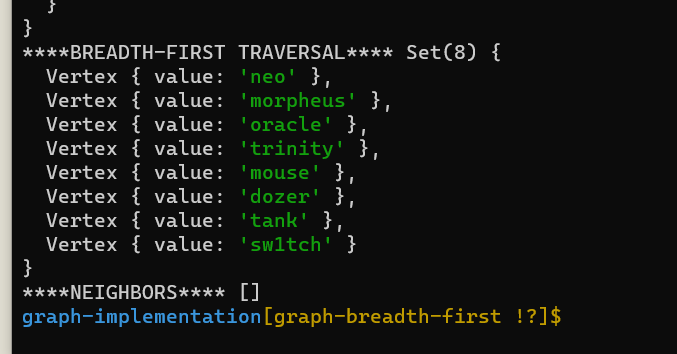 }
}
****BREADTH-FIRST TRAVERSAL**** Set(8) {
  Vertex { value: 'neo' },
  Vertex { value: 'morpheus' },
  Vertex { value: 'oracle' },
  Vertex { value: 'trinity' },
  Vertex { value: 'mouse' },
  Vertex { value: 'dozer' },
  Vertex { value: 'tank' },
  Vertex { value: 'sw1tch' }
}
****NEIGHBORS**** []
graph-implementation[graph-breadth-first !?]$